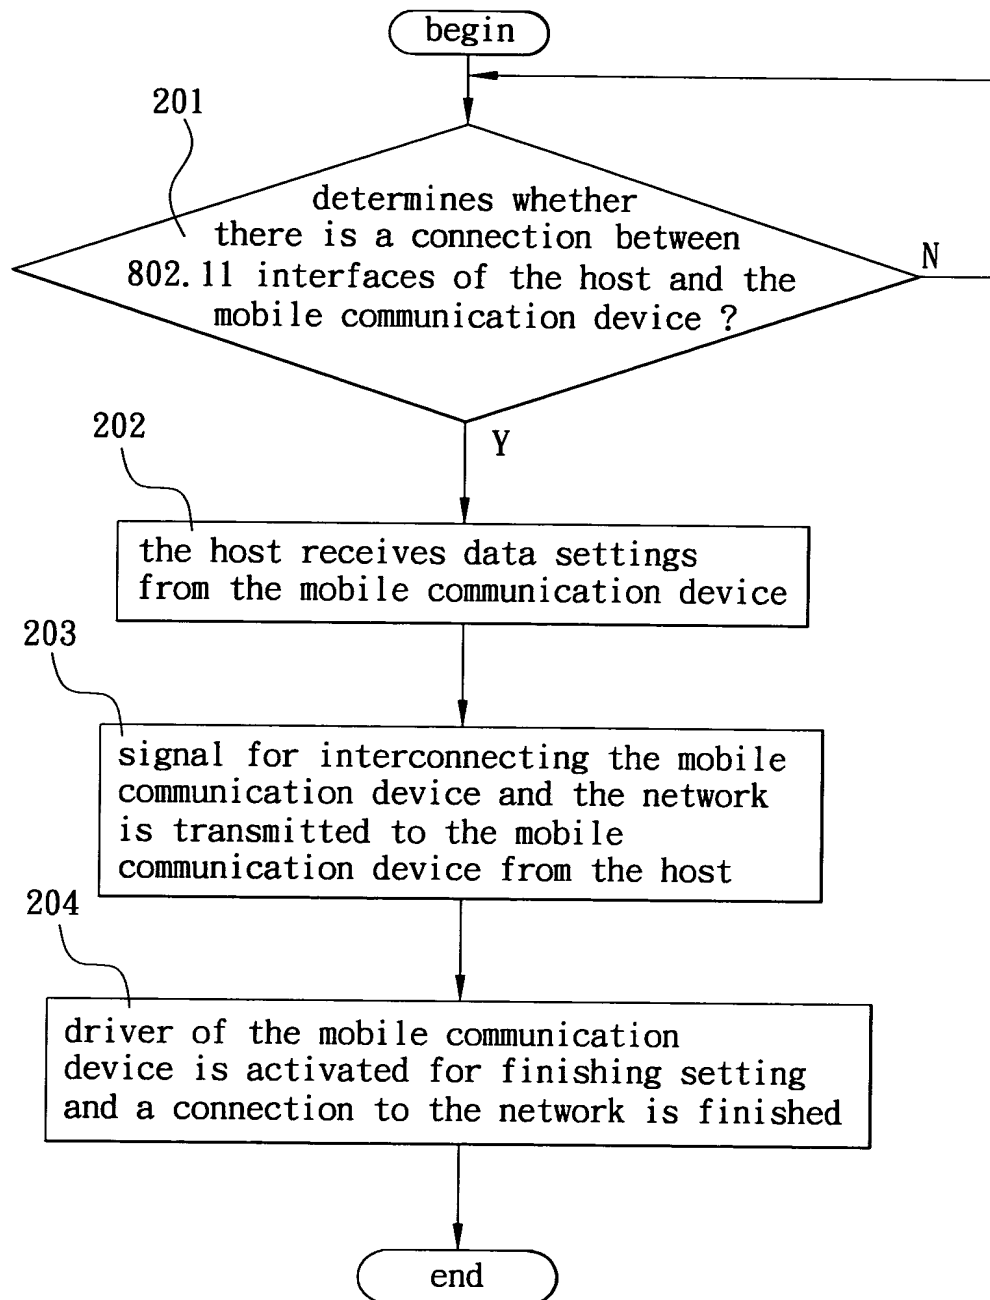 begin
201
determines whether
there is a connection between
802.11 interfaces of the host and the
mobile communication device ?
N
Y
202
the host receives data settings
from the mobile communication device
203
signal for interconnecting the mobile
communication device and the network
is transmitted to the mobile
communication device from the host
204
driver of the mobile communication
device is activated for finishing setting
and a connection to the network is finished
end